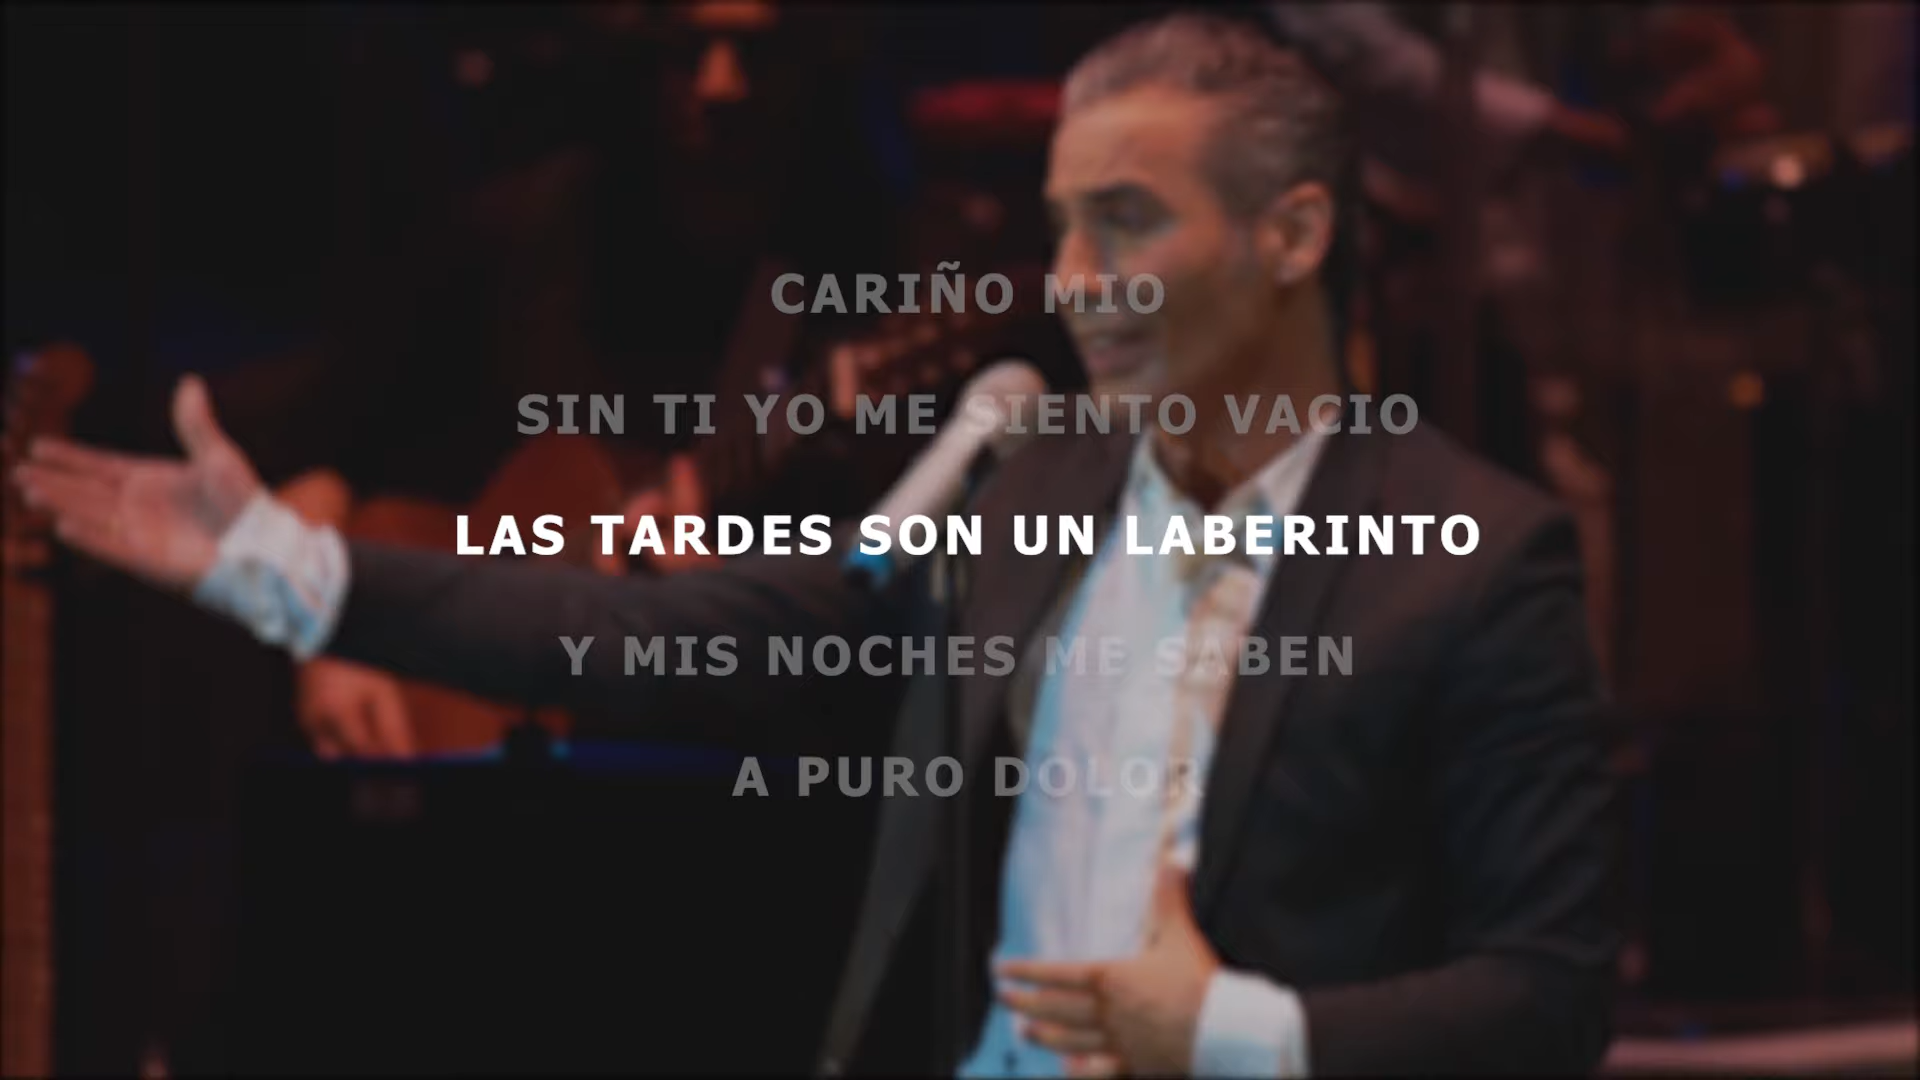 CARIÑO MIO
SIN TI YO ME SIENTO VACIO
LAS TARDES SON UN LABERINTO
Y MIS NOCHES ME SABEN
A PURO DOLOR